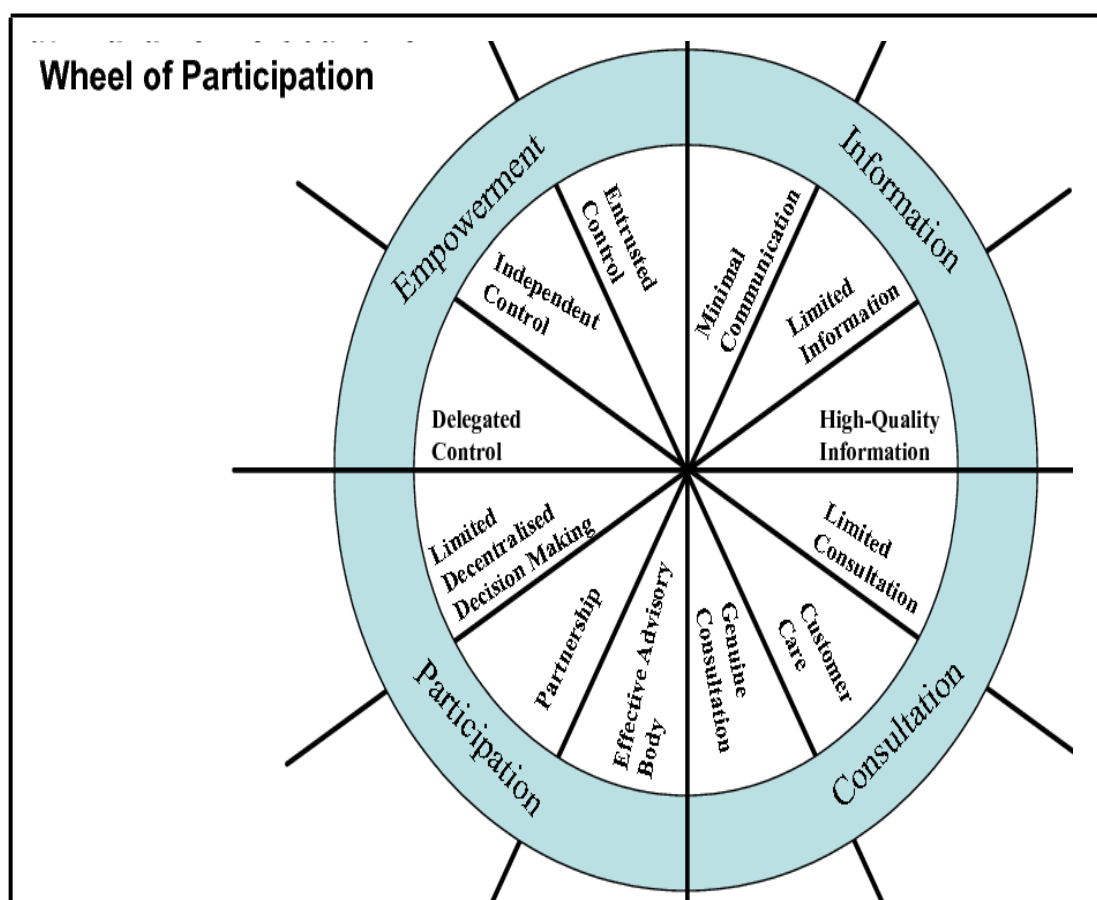 Wheel of Participation
Information
Minimal
Communication
Limited
Information
High-Quality
Information
Consultation
Limited
Consultation
Customer
Care
Genuine
Consultation
Participation
Effective Advisory
Body
Partnership
Limited
Decentralised
Decision Making
Empowerment
Delegated
Control
Independent
Control
Entrusted
Control